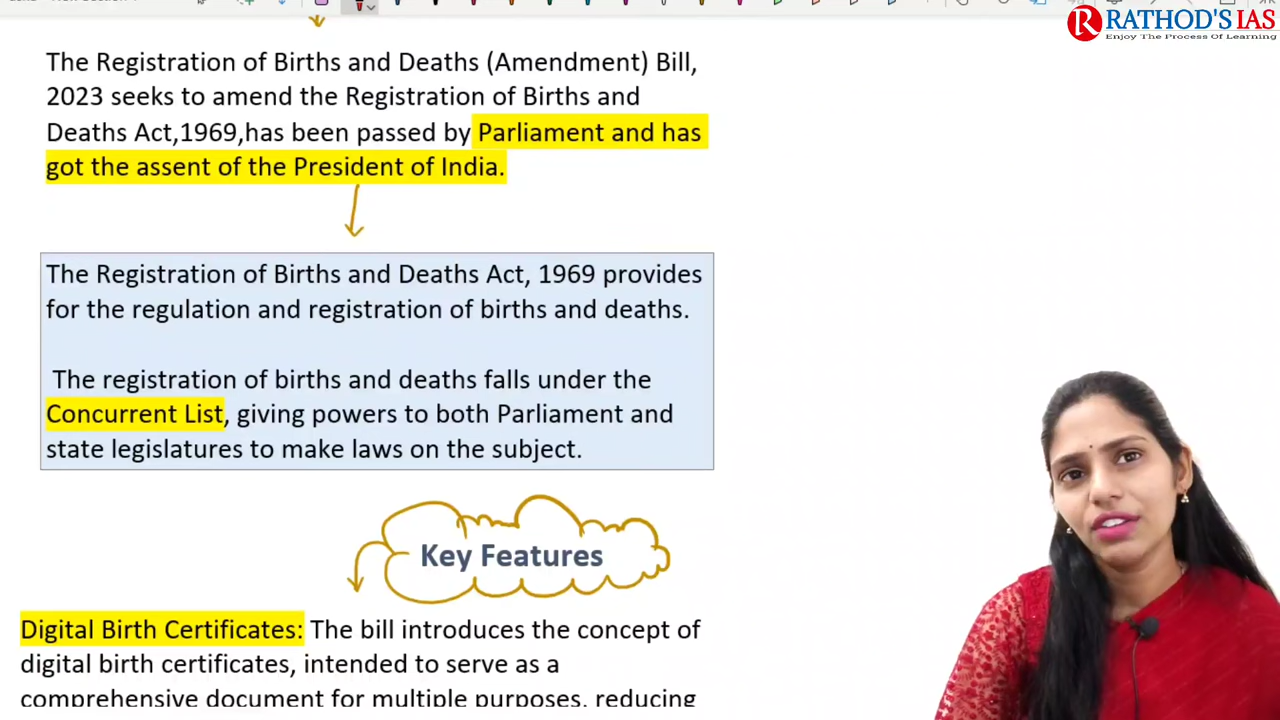 RATHOD'S IAS
Enjoy The Process Of Learning
The Registration of Births and Deaths (Amendment) Bill,
2023 seeks to amend the Registration of Births and
Deaths Act,1969,has been passed by Parliament and has
got the assent of the President of India.
The Registration of Births and Deaths Act, 1969 provides
for the regulation and registration of births and deaths.
The registration of births and deaths falls under the
Concurrent List, giving powers to both Parliament and
state legislatures to make laws on the subject.
Key Features
Digital Birth Certificates: The bill introduces the concept of
digital birth certificates, intended to serve as a
comprehensive document for multiple purposes, reducing